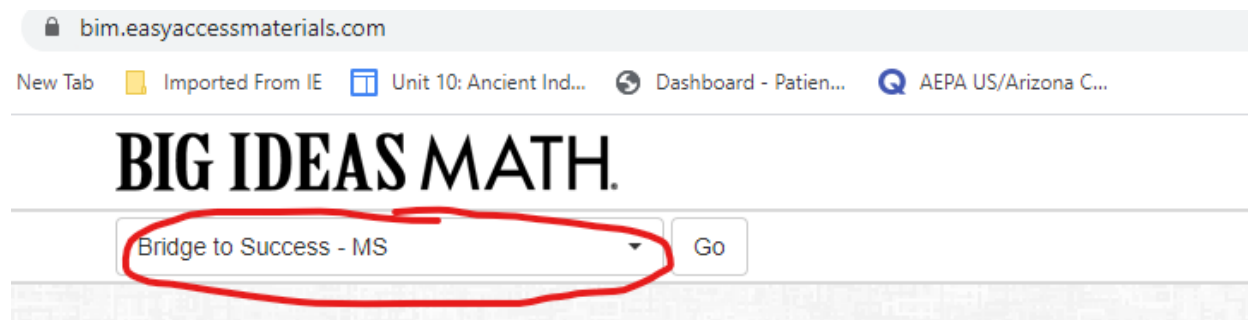 bim.easyaccessmaterials.com
New Tab Imported From IE Unit 10: Ancient Ind... Dashboard - Patien... AEPA US/Arizona C...
BIG IDEAS MATH.
Bridge to Success - MS Go